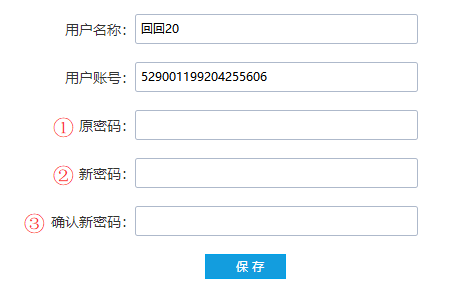 用户名称： 回回20
用户账号： 529001199204255606
① 原密码：
② 新密码：
③ 确认新密码：
保存